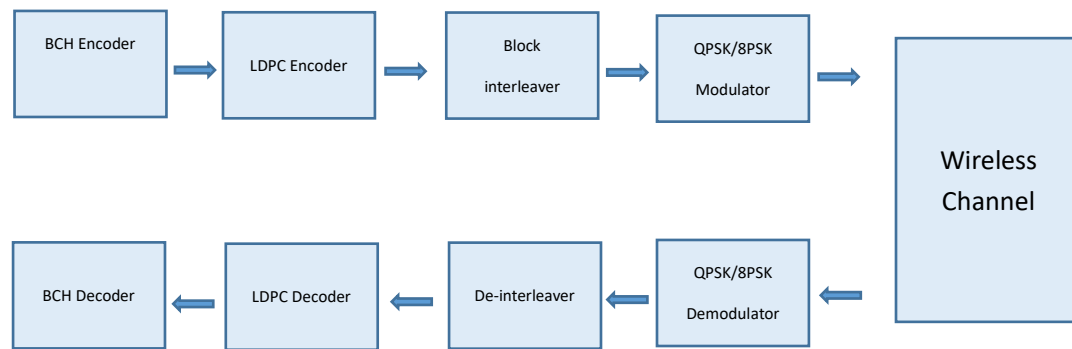 BCH Encoder
LDPC Encoder
Block
interleaver
QPSK/8PSK
Modulator
Wireless
Channel
BCH Decoder
LDPC Decoder
De-interleaver
QPSK/8PSK
Demodulator